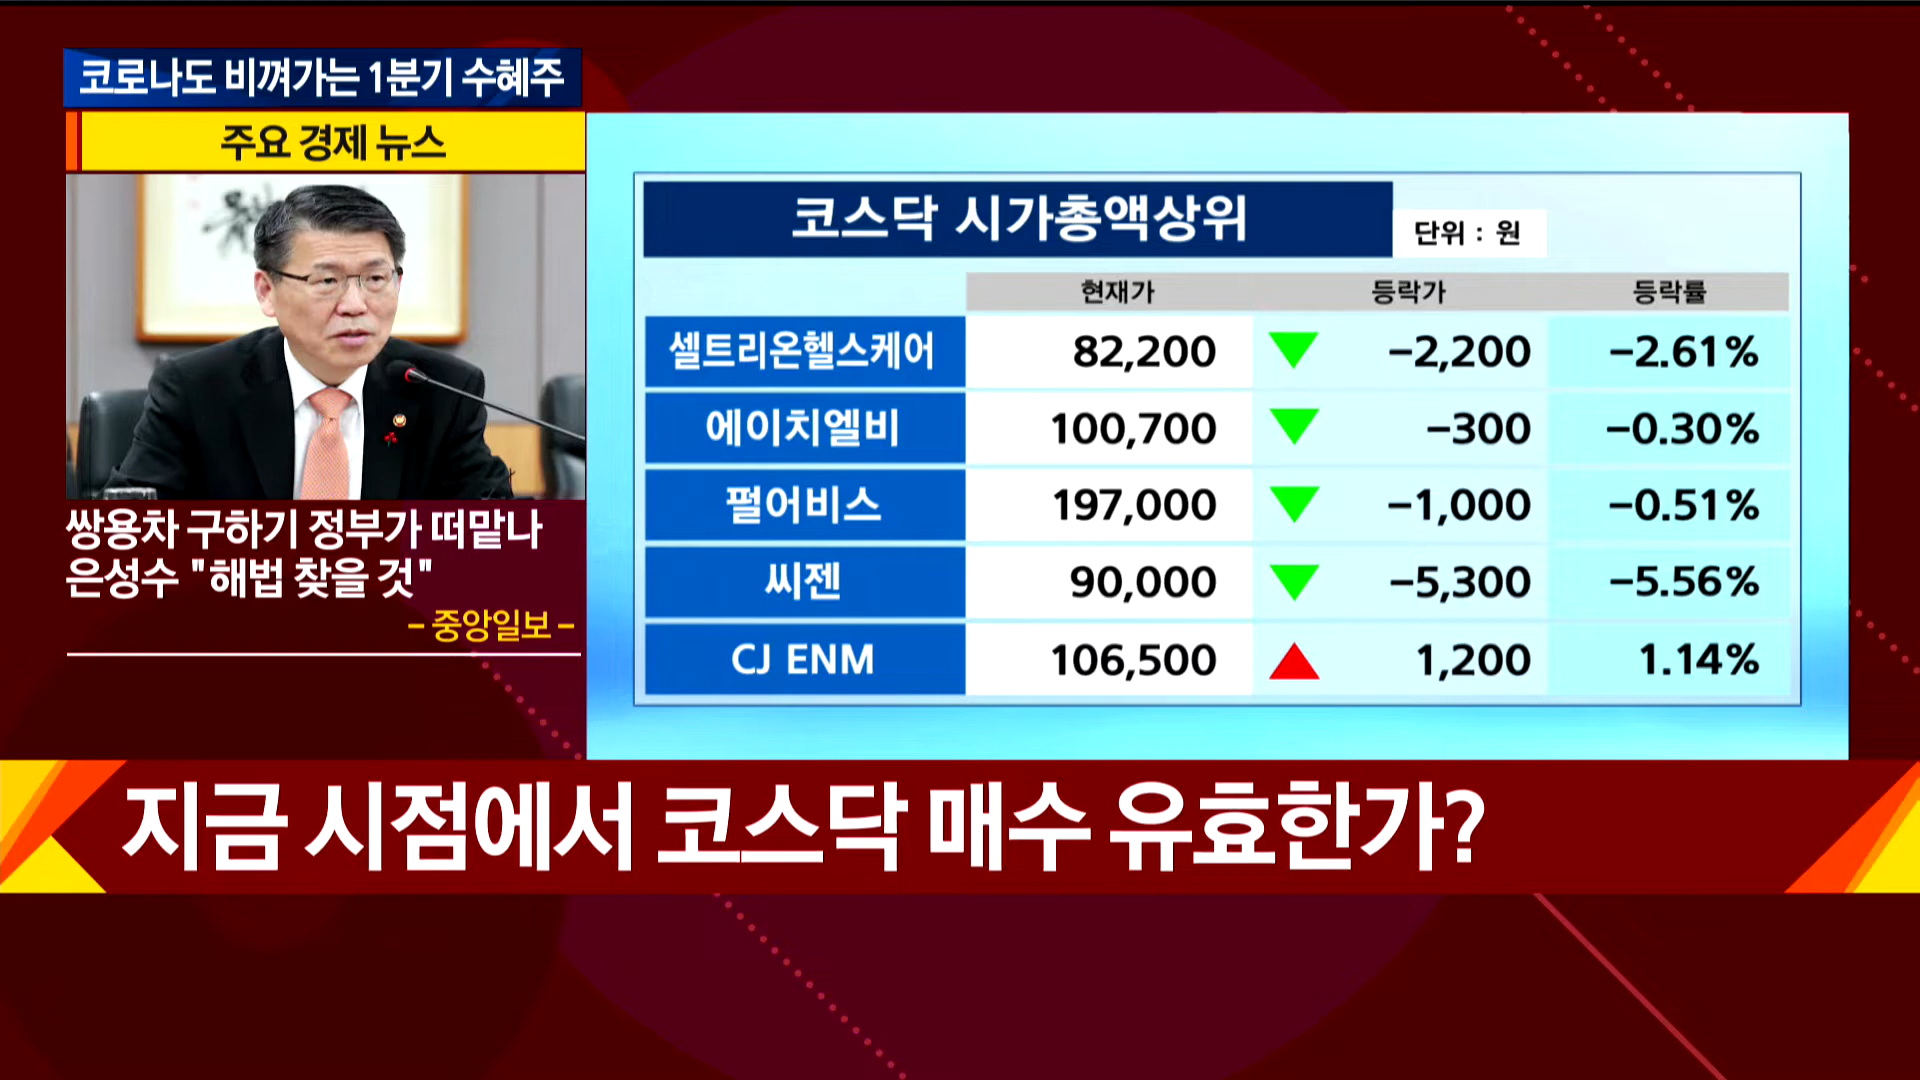 코로나도 비껴가는 1분기 수혜주
주요 경제 뉴스
쌍용차 구하기 정부가 떠맡나
은성수 "해법 찾을 것"
– 중앙일보 –
코스닥 시가총액상위
단위 : 원
현재가 등락가 등락률
셀트리온헬스케어 82,200 ▼ −2,200 −2.61%
에이치엘비 100,700 ▼ −300 −0.30%
펄어비스 197,000 ▼ −1,000 −0.51%
씨젠 90,000 ▼ −5,300 −5.56%
CJ ENM 106,500 ▲ 1,200 1.14%
지금 시점에서 코스닥 매수 유효한가?